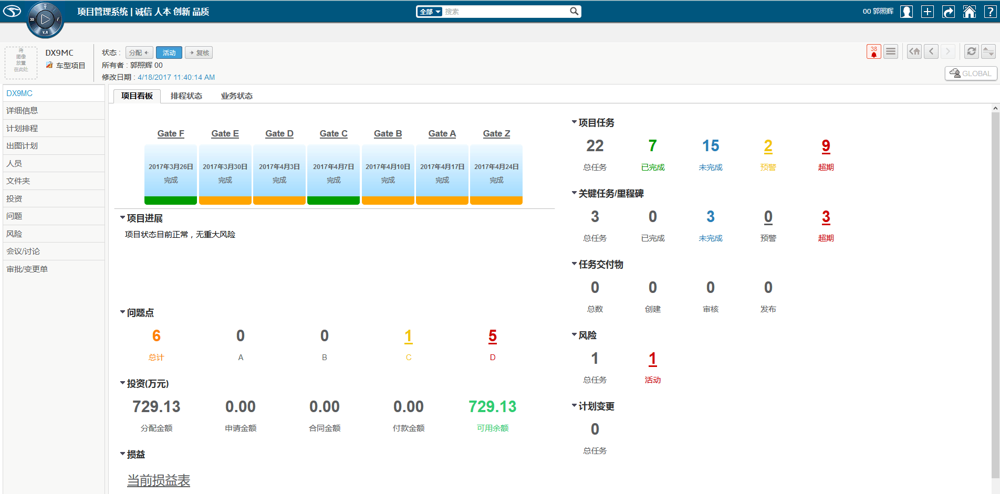 项目管理系统 | 诚信 人本 创新 品质
全部
搜索
00 郭照辉
3D
V.R
将
图像
放置
在此处
DX9MC
车型项目
状态 : 分配 活动 复核
所有者 : 郭照辉 00
修改日期 : 4/18/2017 11:40:14 AM
38
GLOBAL
DX9MC
详细信息
计划排程
出图计划
人员
文件夹
投资
问题
风险
会议/讨论
审批/变更单
项目看板 排程状态 业务状态
Gate F Gate E Gate D Gate C Gate B Gate A Gate Z
2017年3月26日 2017年3月30日 2017年4月3日 2017年4月7日 2017年4月10日 2017年4月17日 2017年4月24日
完成 完成 完成 完成 完成 完成 完成
项目进展
项目状态目前正常，无重大风险
问题点
6 0 0 1 5
总计 A B C D
投资(万元)
729.13 0.00 0.00 0.00 729.13
分配金额 申请金额 合同金额 付款金额 可用余额
损益
当前损益表
项目任务
22 7 15 2 9
总任务 已完成 未完成 预警 超期
关键任务/里程碑
3 0 3 0 3
总任务 已完成 未完成 预警 超期
任务交付物
0 0 0 0
总数 创建 审核 发布
风险
1 1
总任务 活动
计划变更
0
总任务